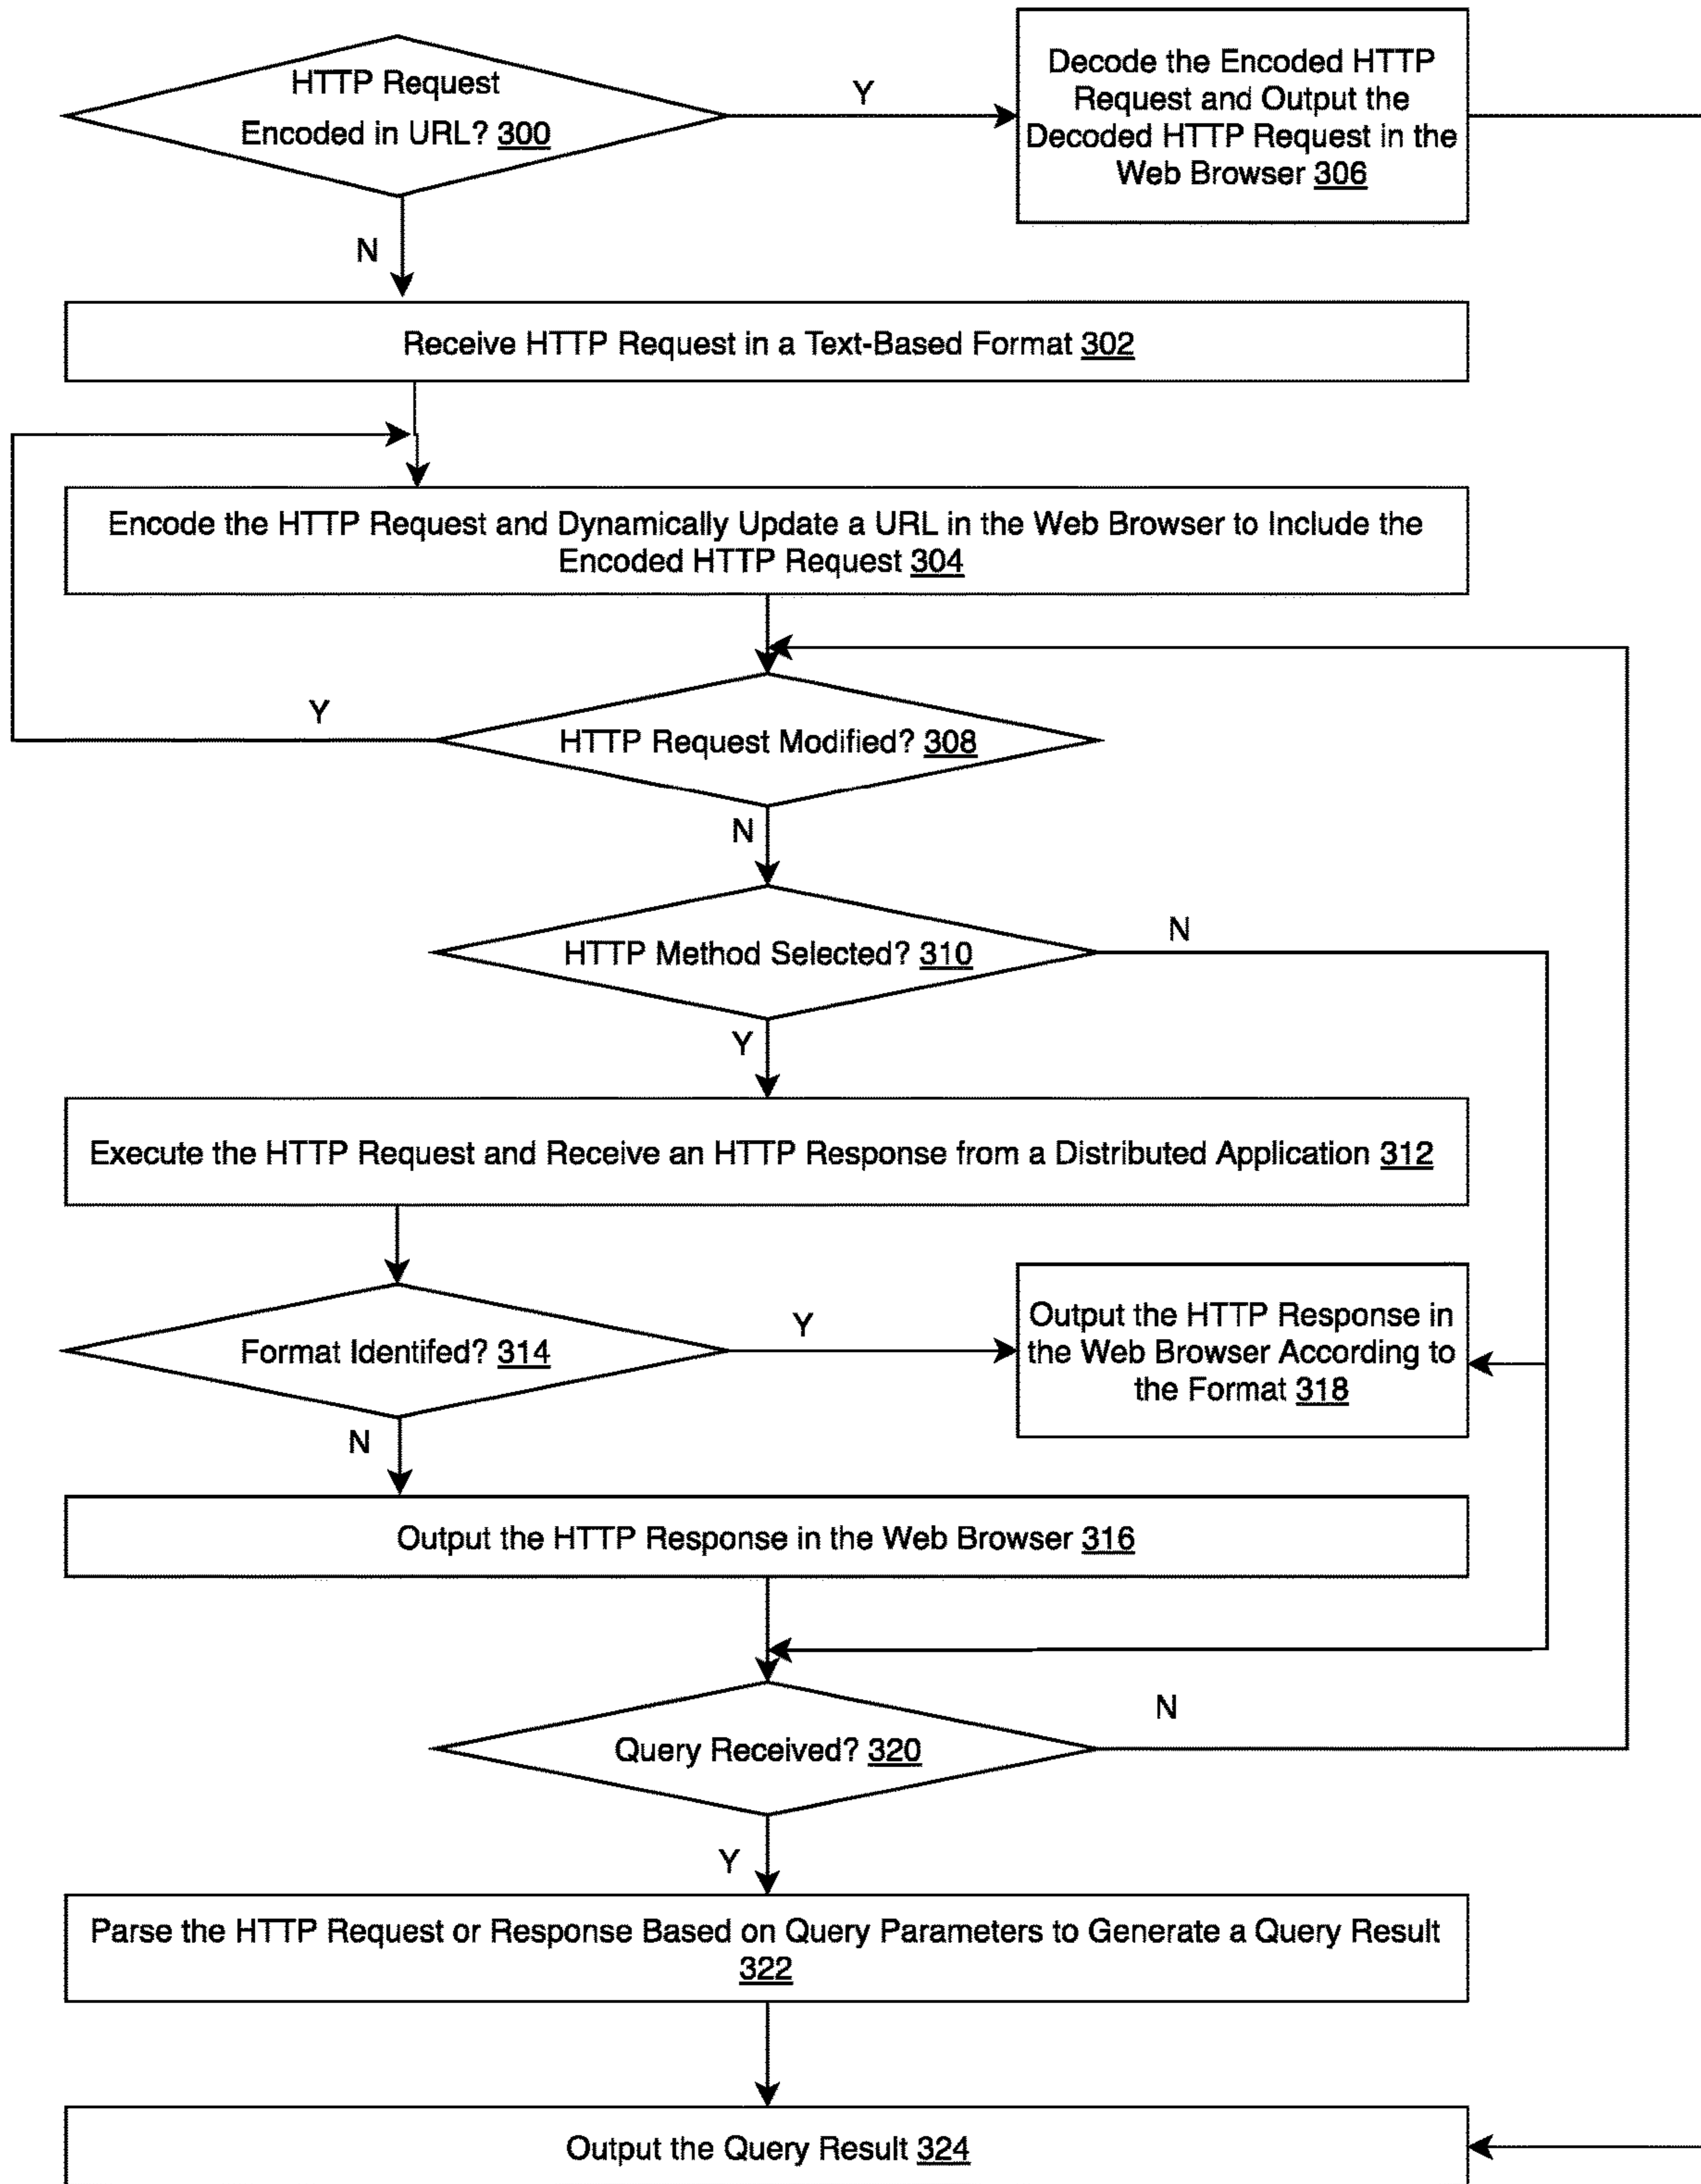 HTTP Request
Encoded in URL? 300
Y
Decode the Encoded HTTP
Request and Output the
Decoded HTTP Request in the
Web Browser 306
N
Receive HTTP Request in a Text-Based Format 302
Encode the HTTP Request and Dynamically Update a URL in the Web Browser to Include the
Encoded HTTP Request 304
Y
HTTP Request Modified? 308
N
HTTP Method Selected? 310
N
Y
Execute the HTTP Request and Receive an HTTP Response from a Distributed Application 312
Format Identifed? 314
Y
Output the HTTP Response in
the Web Browser According to
the Format 318
N
Output the HTTP Response in the Web Browser 316
Query Received? 320
N
Y
Parse the HTTP Request or Response Based on Query Parameters to Generate a Query Result
322
Output the Query Result 324